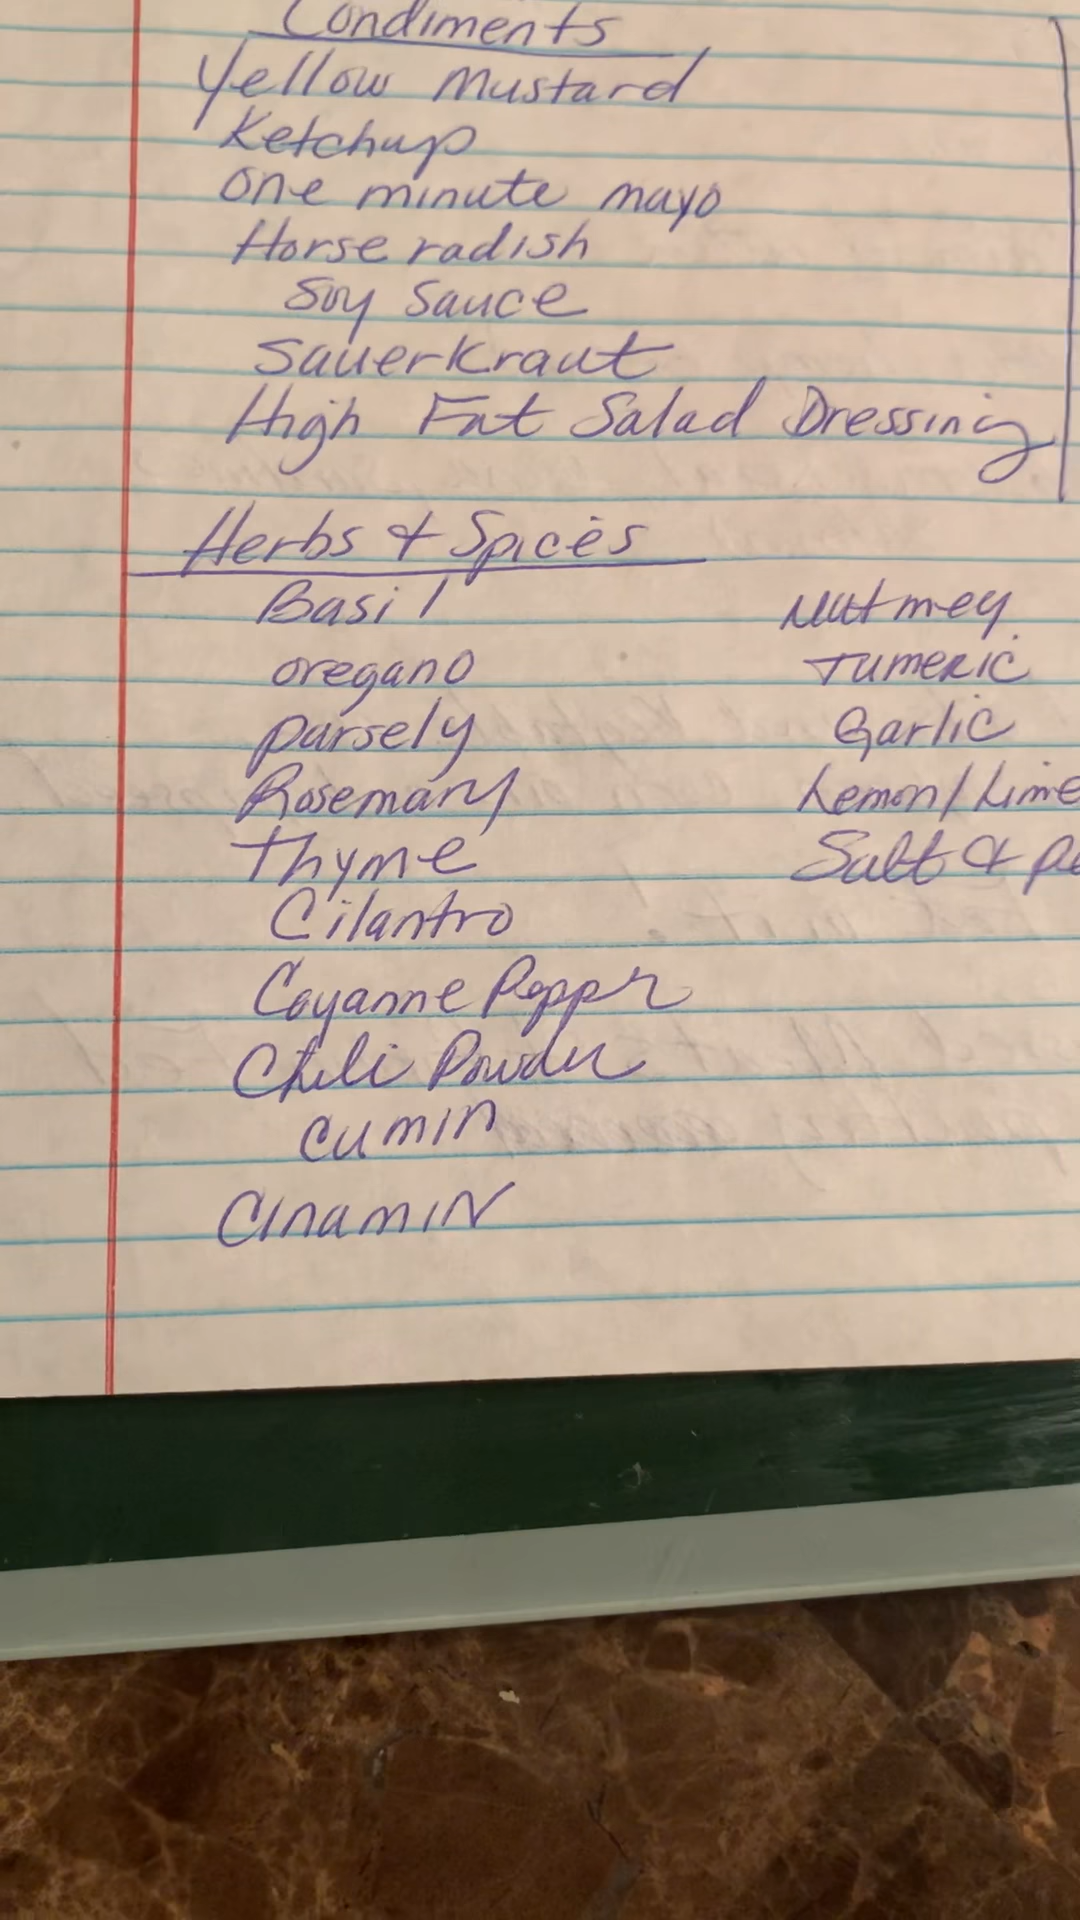 Condiments
Yellow Mustard
Ketchup
One minute mayo
Horse radish
Soy Sauce
Sauerkraut
High Fat Salad Dressing
Herbs & Spices
Basil
oregano
parsely
Rosemary
Thyme
Cilantro
Cayanne Pepper
Chili Powder
cumin
Cinamin
Nutmeg
Tumeric
Garlic
Lemon/Lime
Salt & Pe